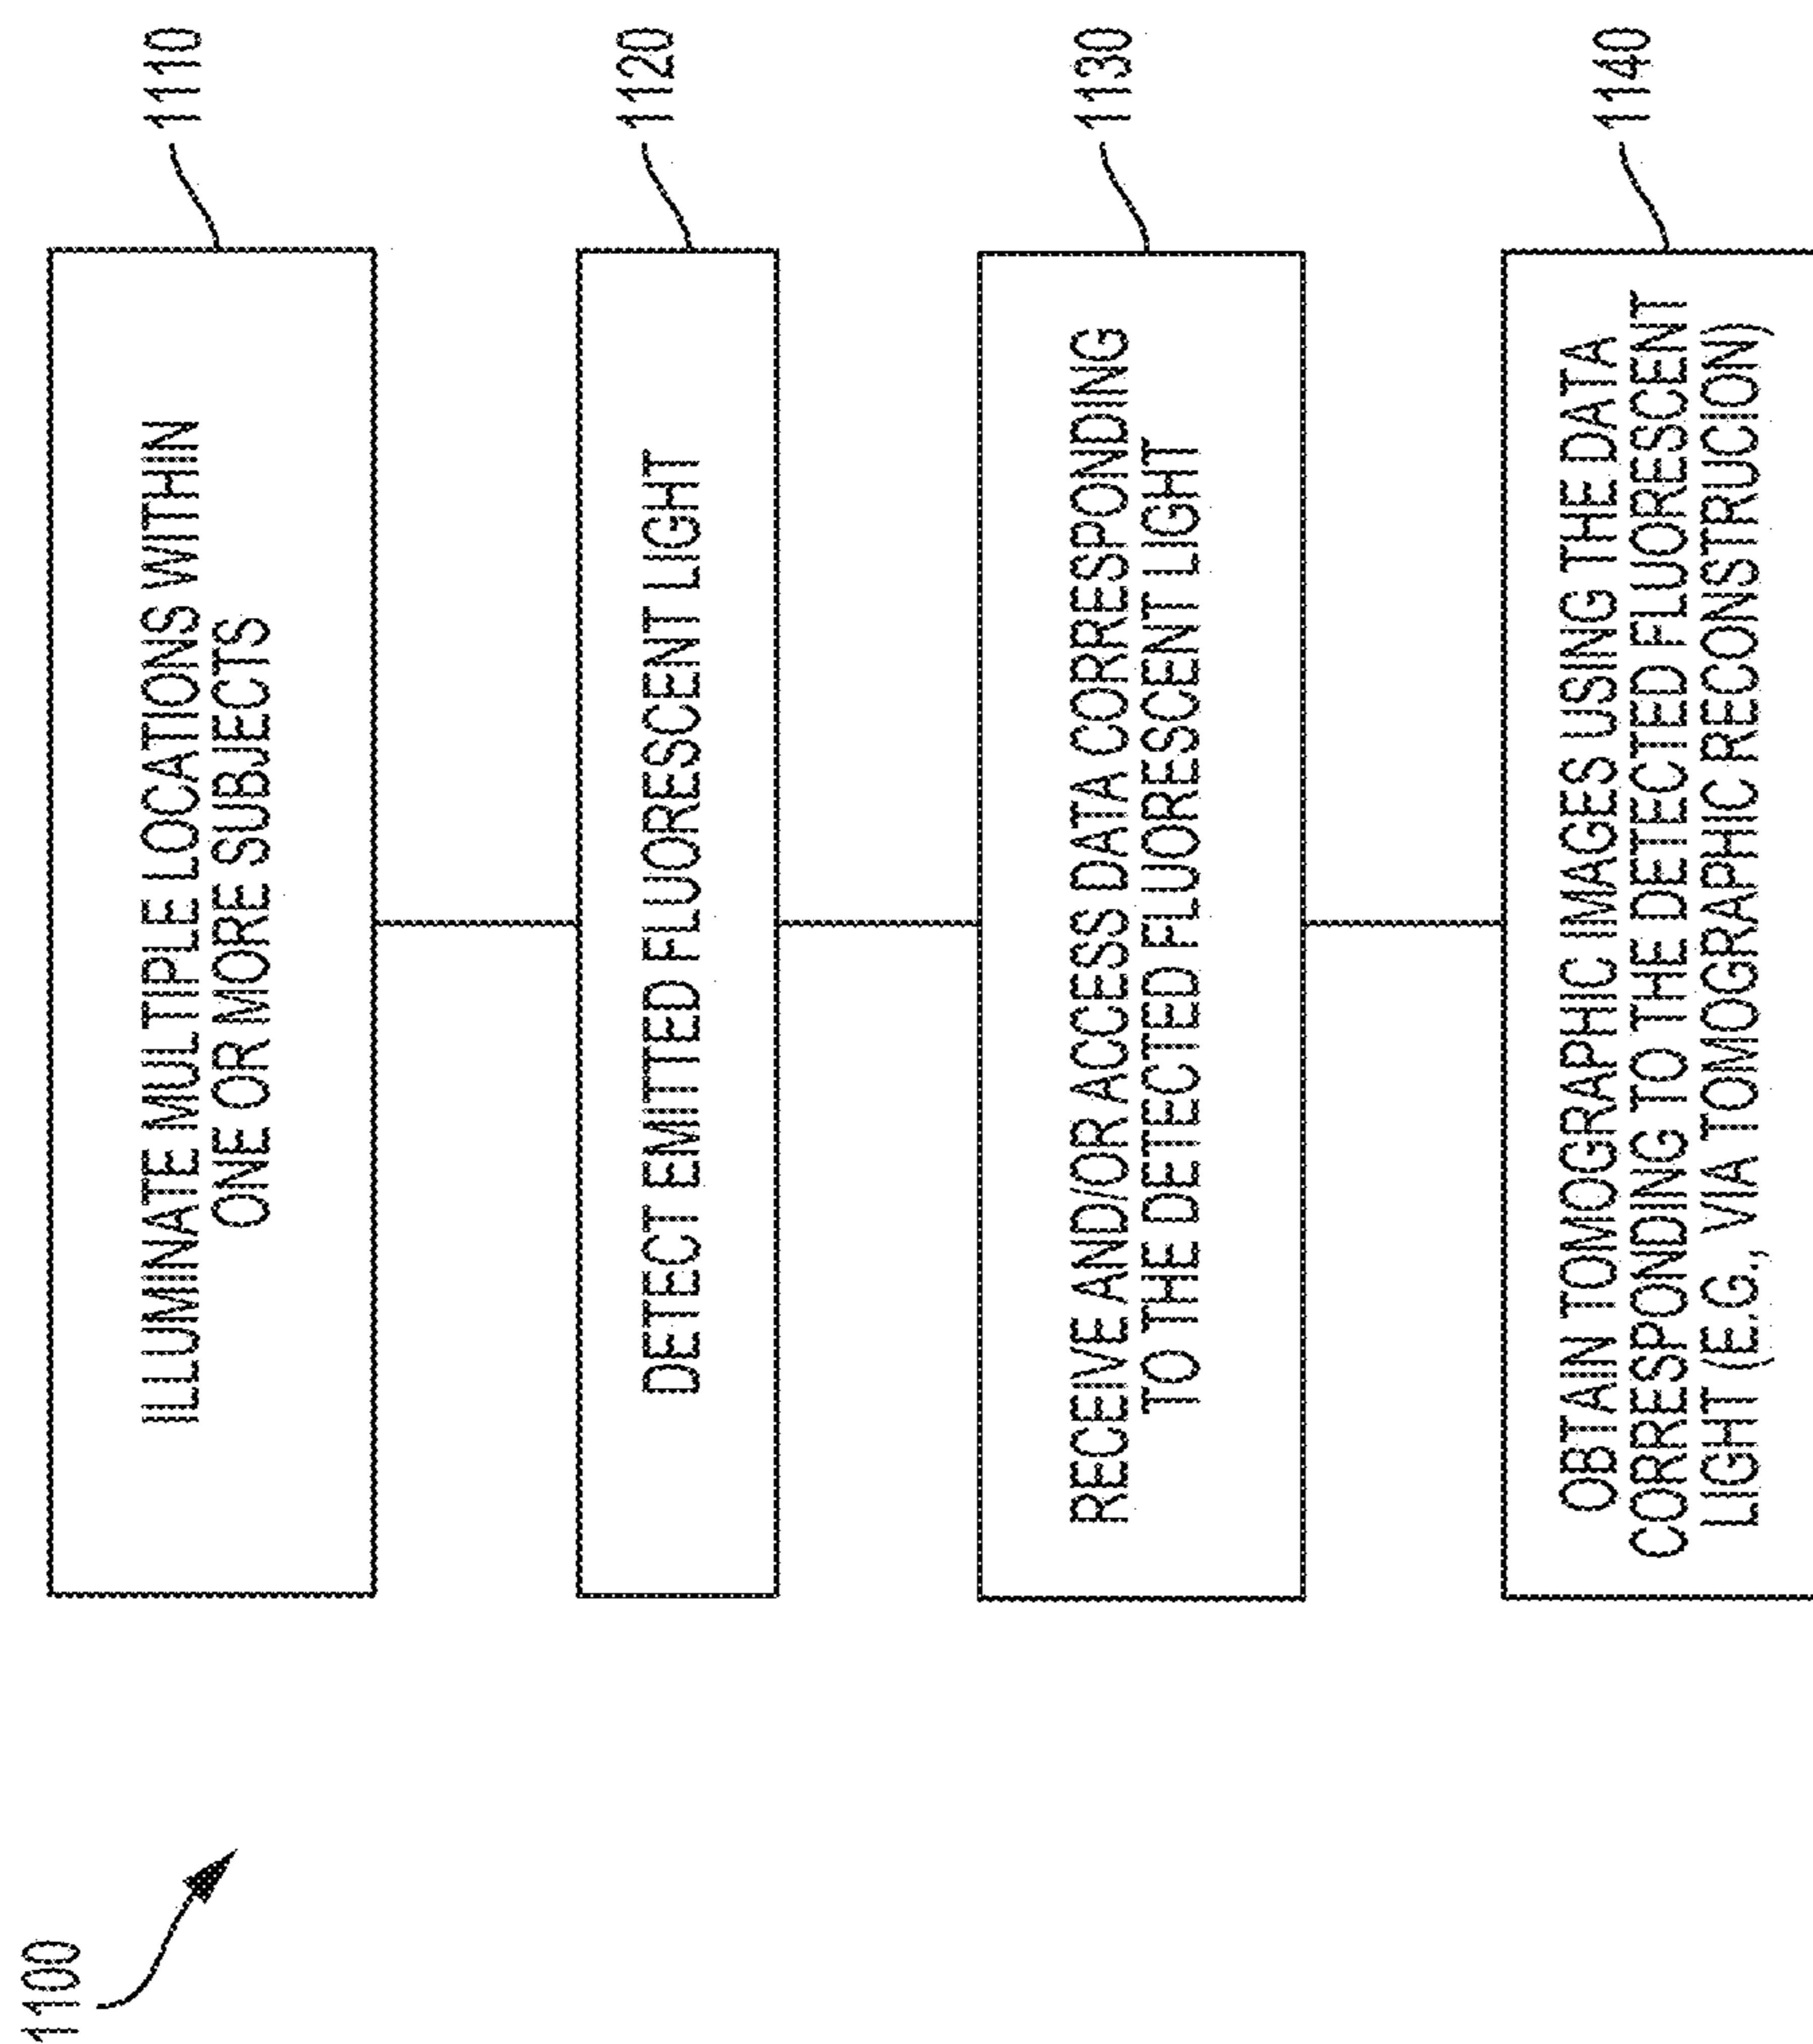 1100
ILLUMINATE MULTIPLE LOCATIONS WITHIN
ONE OR MORE SUBJECTS
1110
DETECT EMITTED FLUORESCENT LIGHT
1120
RECEIVE AND/OR ACCESS DATA CORRESPONDING
TO THE DETECTED FLUORESCENT LIGHT
1130
OBTAIN TOMOGRAPHIC IMAGES USING THE DATA
CORRESPONDING TO THE DETECTED FLUORESCENT
LIGHT (E.G., VIA TOMOGRAPHIC RECONSTRUCION)
1140